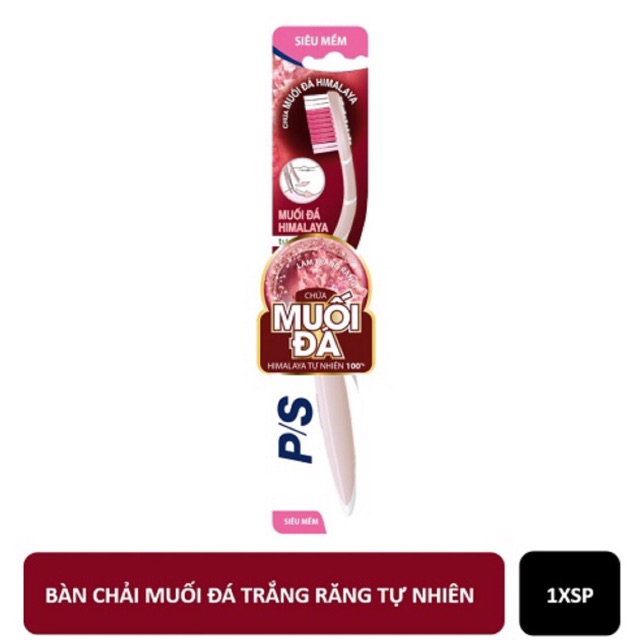 SIÊU MỀM
CHỨA MUỐI ĐÁ HIMALAYA
MUỐI ĐÁ
HIMALAYA
LÀM TRẮNG RĂNG
CHỨA
MUỐI
ĐÁ
HIMALAYA TỰ NHIÊN 100%
P/S
SIÊU MỀM
BÀN CHẢI MUỐI ĐÁ TRẮNG RĂNG TỰ NHIÊN
1XSP